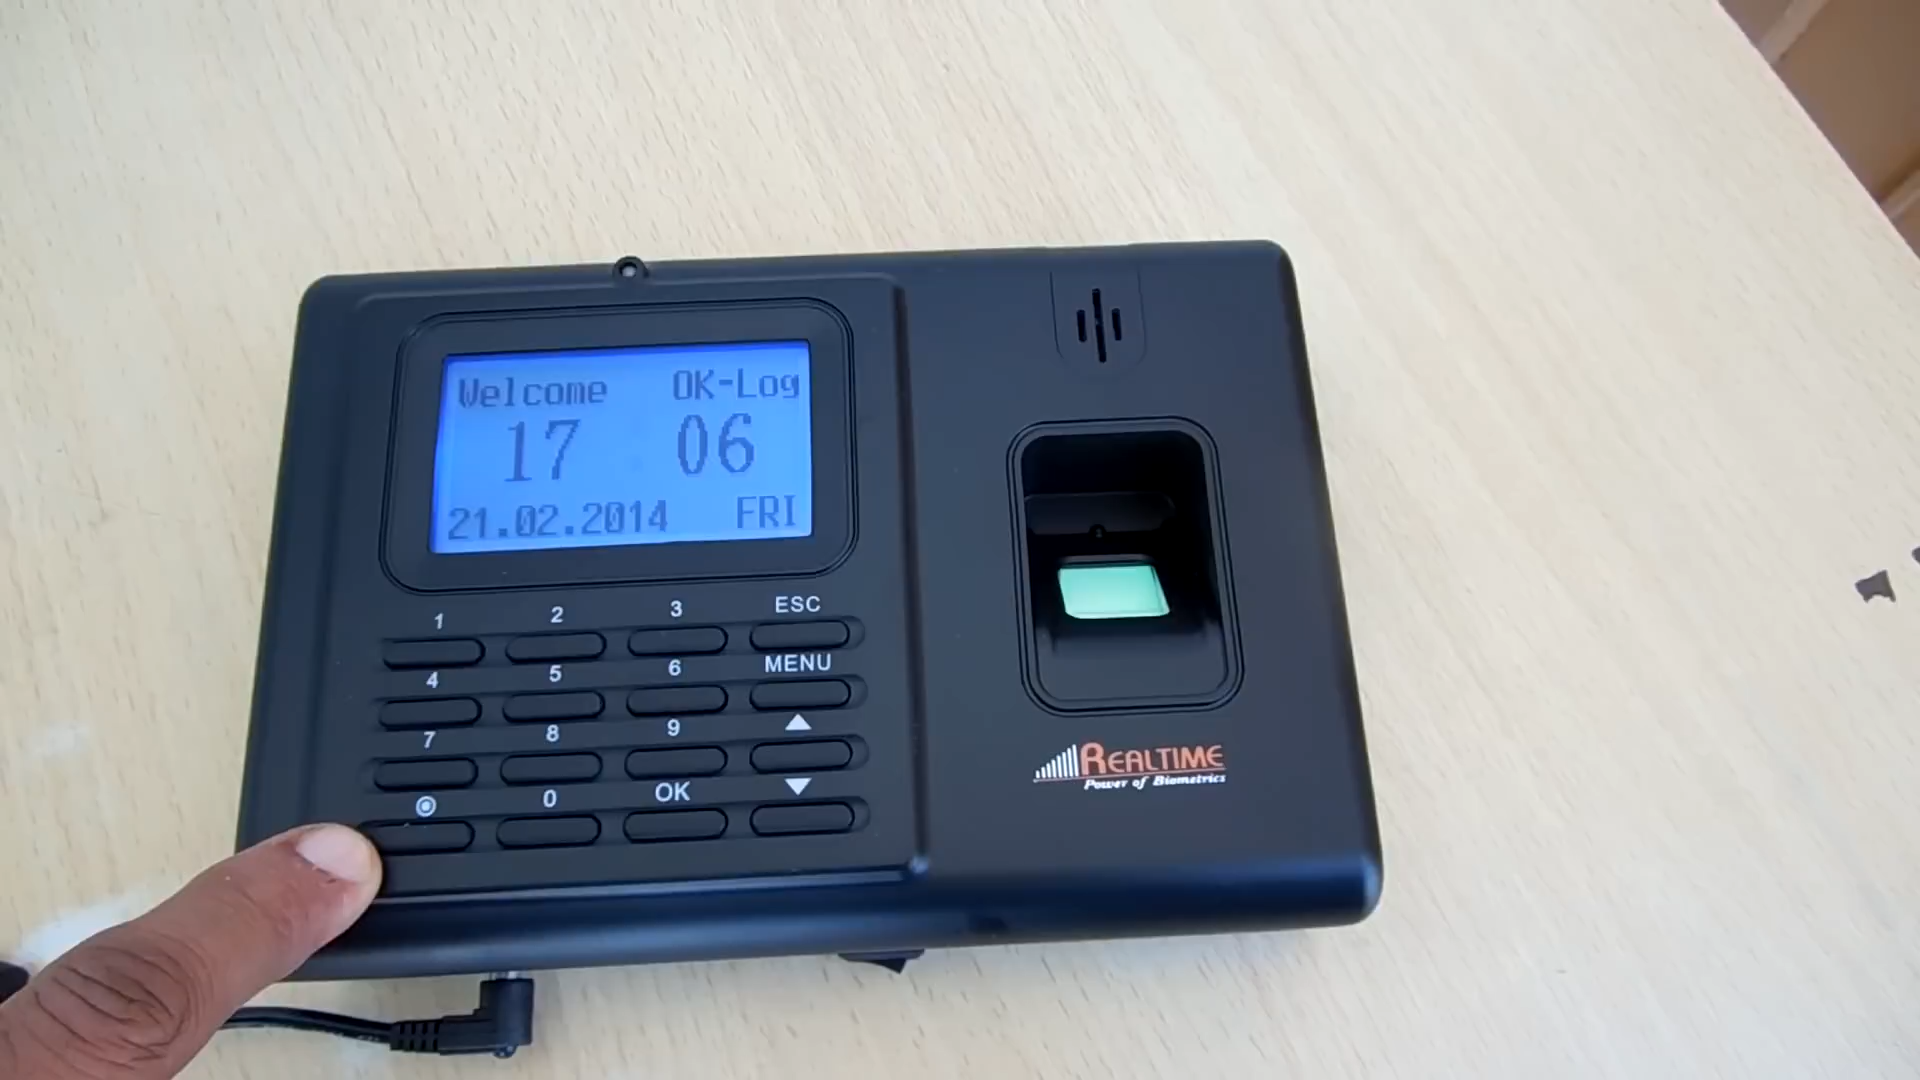 Welcome OK-Log
17 06
21.02.2014 FRI
1 2 3 ESC
4 5 6 MENU
7 8 9
0 OK
REALTIME
Power of Biometrics